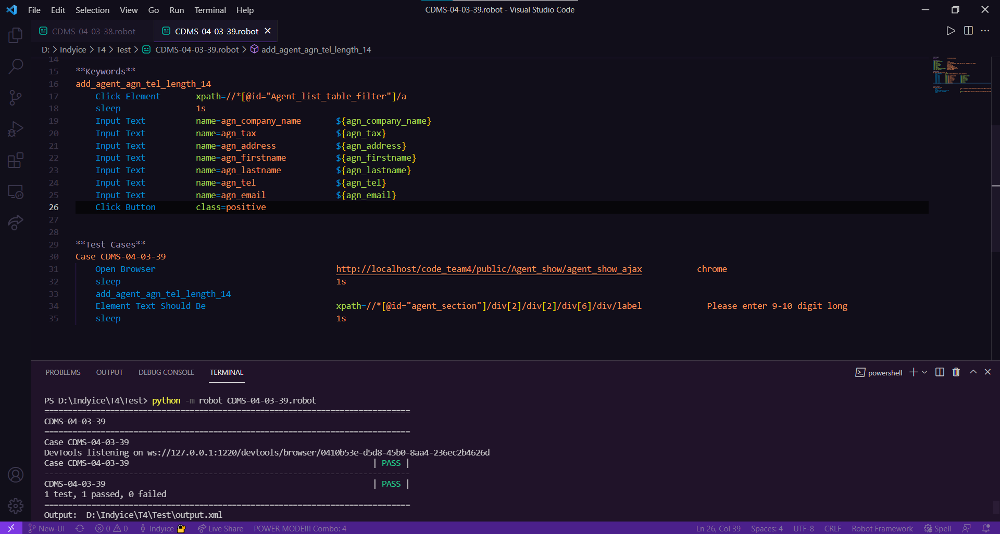 File Edit Selection View Go Run Terminal Help CDMS-04-03-39.robot - Visual Studio Code
CDMS-04-03-38.robot CDMS-04-03-39.robot
D: > Indyice > T4 > Test > CDMS-04-03-39.robot > add_agent_agn_tel_length_14
14
15 **Keywords**
16 add_agent_agn_tel_length_14
17 Click Element xpath=//*[@id="Agent_list_table_filter"]/a
18 sleep 1s
19 Input Text name=agn_company_name ${agn_company_name}
20 Input Text name=agn_tax ${agn_tax}
21 Input Text name=agn_address ${agn_address}
22 Input Text name=agn_firstname ${agn_firstname}
23 Input Text name=agn_lastname ${agn_lastname}
24 Input Text name=agn_tel ${agn_tel}
25 Input Text name=agn_email ${agn_email}
26 Click Button class=positive
27
28
29 **Test Cases**
30 Case CDMS-04-03-39
31 Open Browser http://localhost/code_team4/public/Agent_show/agent_show_ajax chrome
32 sleep 1s
33 add_agent_agn_tel_length_14
34 Element Text Should Be xpath=//*[@id="agent_section"]/div[2]/div[2]/div[6]/div/label Please enter 9-10 digit long
35 sleep 1s
PROBLEMS OUTPUT DEBUG CONSOLE TERMINAL powershell
PS D:\Indyice\T4\Test> python -m robot CDMS-04-03-39.robot
==============================================================================
CDMS-04-03-39
==============================================================================
Case CDMS-04-03-39
DevTools listening on ws://127.0.0.1:1220/devtools/browser/0410b53e-d5d8-45b0-8aa4-236ec2b4626d
Case CDMS-04-03-39 | PASS |
------------------------------------------------------------------------------
CDMS-04-03-39 | PASS |
1 test, 1 passed, 0 failed
==============================================================================
Output: D:\Indyice\T4\Test\output.xml
New-UI 0 0 Indyice Live Share POWER MODE!!! Combo: 4 Ln 26, Col 39 Spaces: 4 UTF-8 CRLF Robot Framework Spell